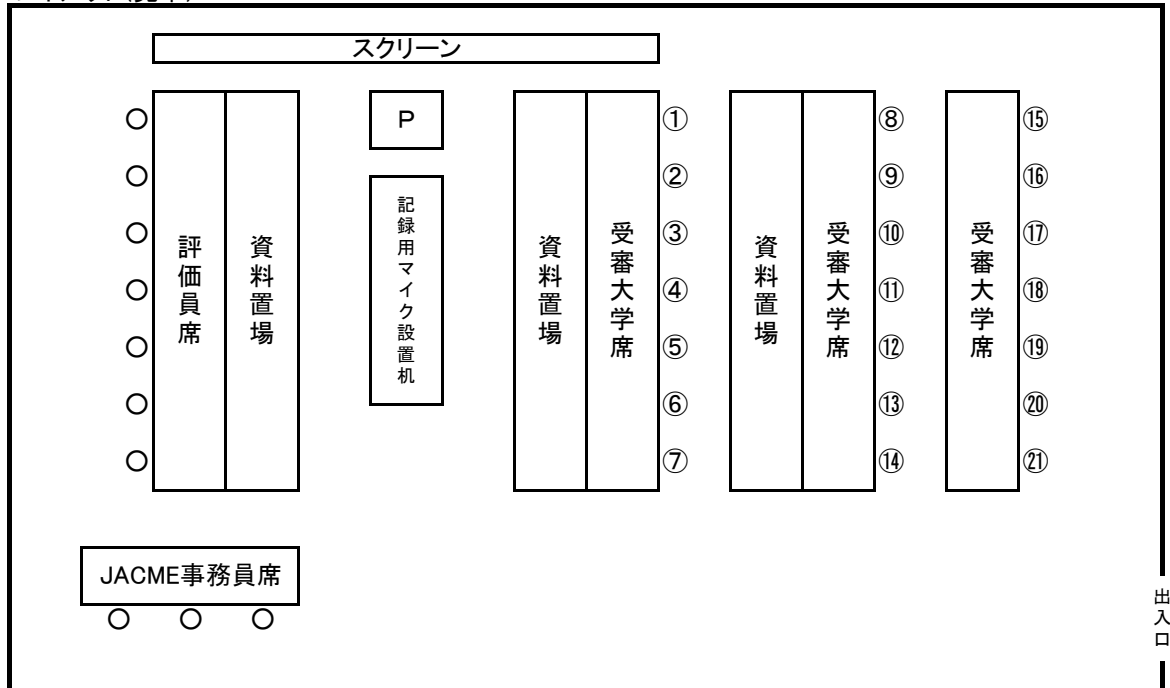 スクリーン
P
記録用マイク設置机
評価員席
資料置場
資料置場
受審大学席
資料置場
受審大学席
受審大学席
①
②
③
④
⑤
⑥
⑦
⑧
⑨
⑩
⑪
⑫
⑬
⑭
⑮
⑯
⑰
⑱
⑲
⑳
㉑
JACME事務員席
出入口